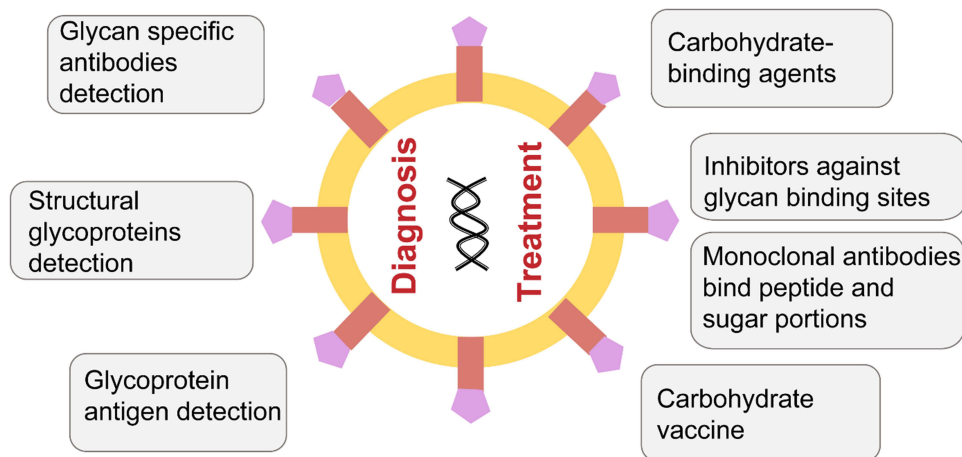 Glycan specific
antibodies
detection
Structural
glycoproteins
detection
Glycoprotein
antigen detection
Diagnosis
Treatment
Carbohydrate-
binding agents
Inhibitors against
glycan binding sites
Monoclonal antibodies
bind peptide and
sugar portions
Carbohydrate
vaccine